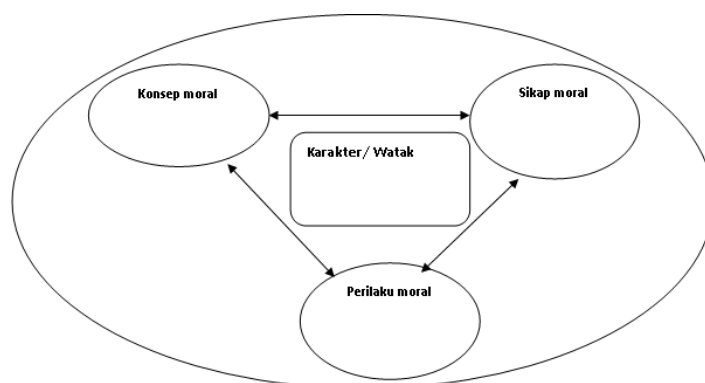 Konsep moral
Sikap moral
Karakter/ Watak
Perilaku moral